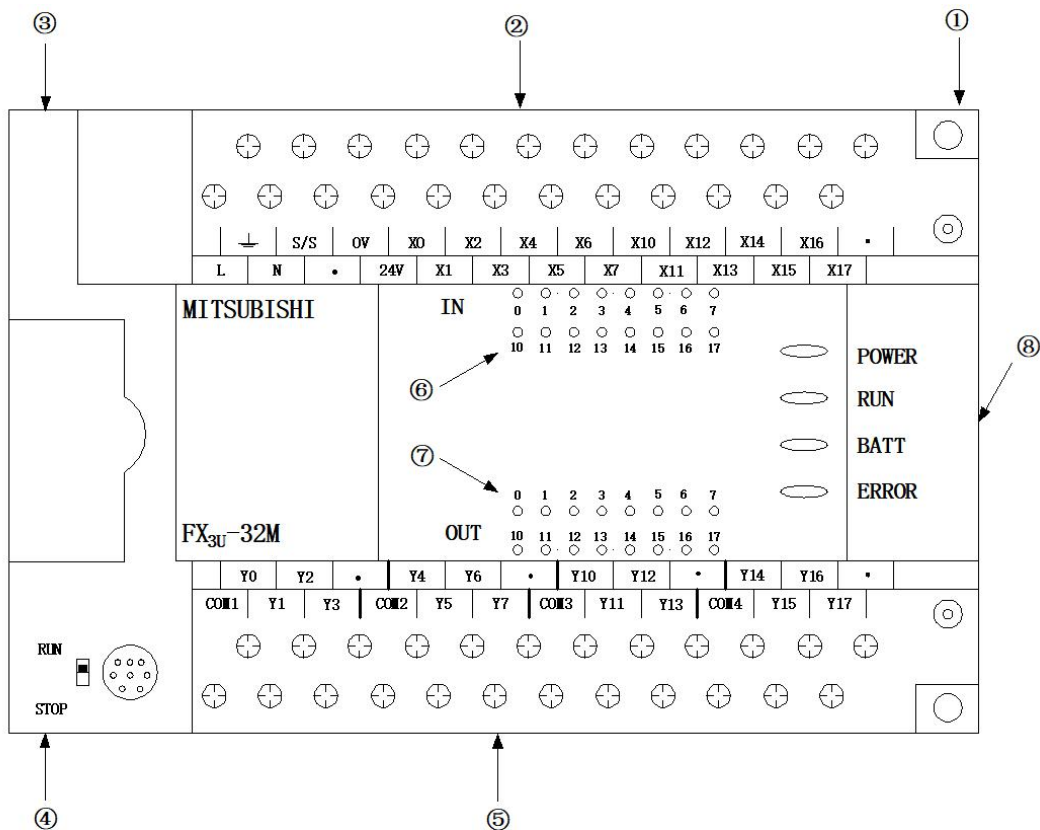 ③ ② ①
S/S 0V X0 X2 X4 X6 X10 X12 X14 X16 •
L N • 24V X1 X3 X5 X7 X11 X13 X15 X17
MITSUBISHI IN
0 1 2 3 4 5 6 7
10 11 12 13 14 15 16 17
⑧
POWER
⑥
RUN
BATT
⑦
ERROR
0 1 2 3 4 5 6 7
FX₃ᵤ-32M OUT
10 11 12 13 14 15 16 17
Y0 Y2 • Y4 Y6 • Y10 Y12 • Y14 Y16 •
COM1 Y1 Y3 COM2 Y5 Y7 COM3 Y11 Y13 COM4 Y15 Y17
RUN
STOP
④ ⑤